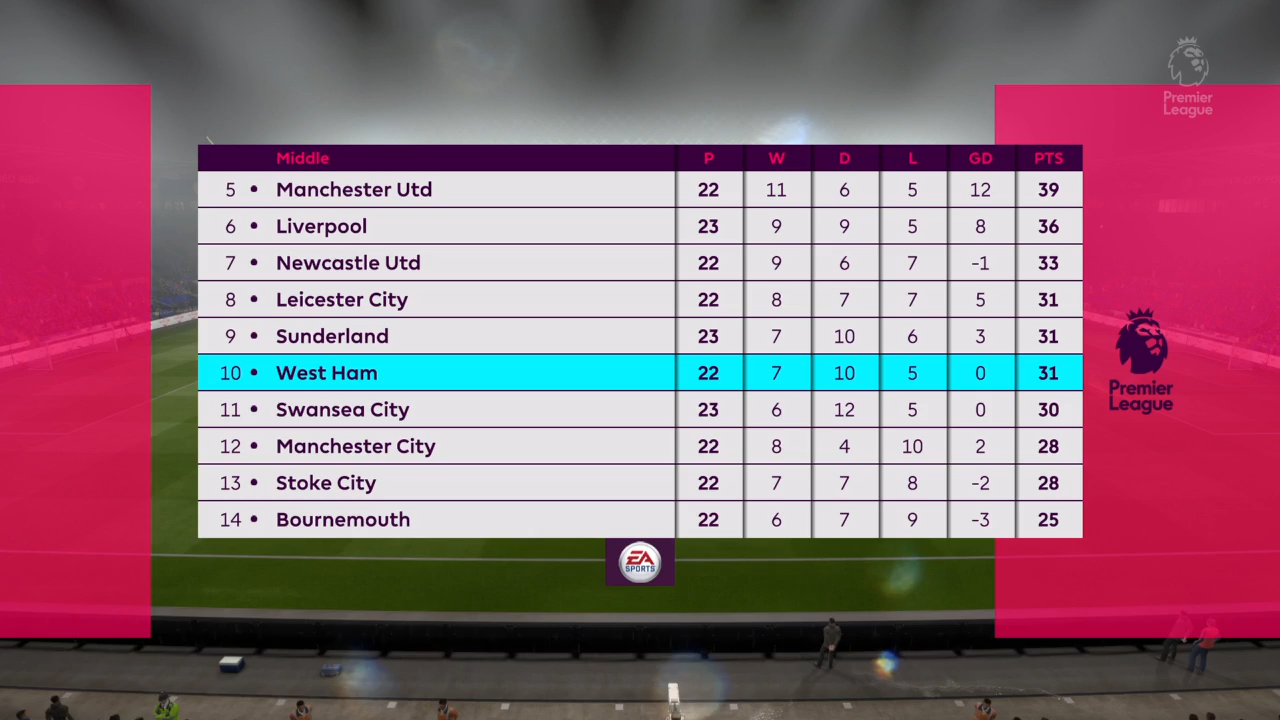 Premier
League
Middle P W D L GD PTS
5 • Manchester Utd 22 11 6 5 12 39
6 • Liverpool 23 9 9 5 8 36
7 • Newcastle Utd 22 9 6 7 -1 33
8 • Leicester City 22 8 7 7 5 31
9 • Sunderland 23 7 10 6 3 31
10 • West Ham 22 7 10 5 0 31
11 • Swansea City 23 6 12 5 0 30
12 • Manchester City 22 8 4 10 2 28
13 • Stoke City 22 7 7 8 -2 28
14 • Bournemouth 22 6 7 9 -3 25
Premier
League
EA
SPORTS